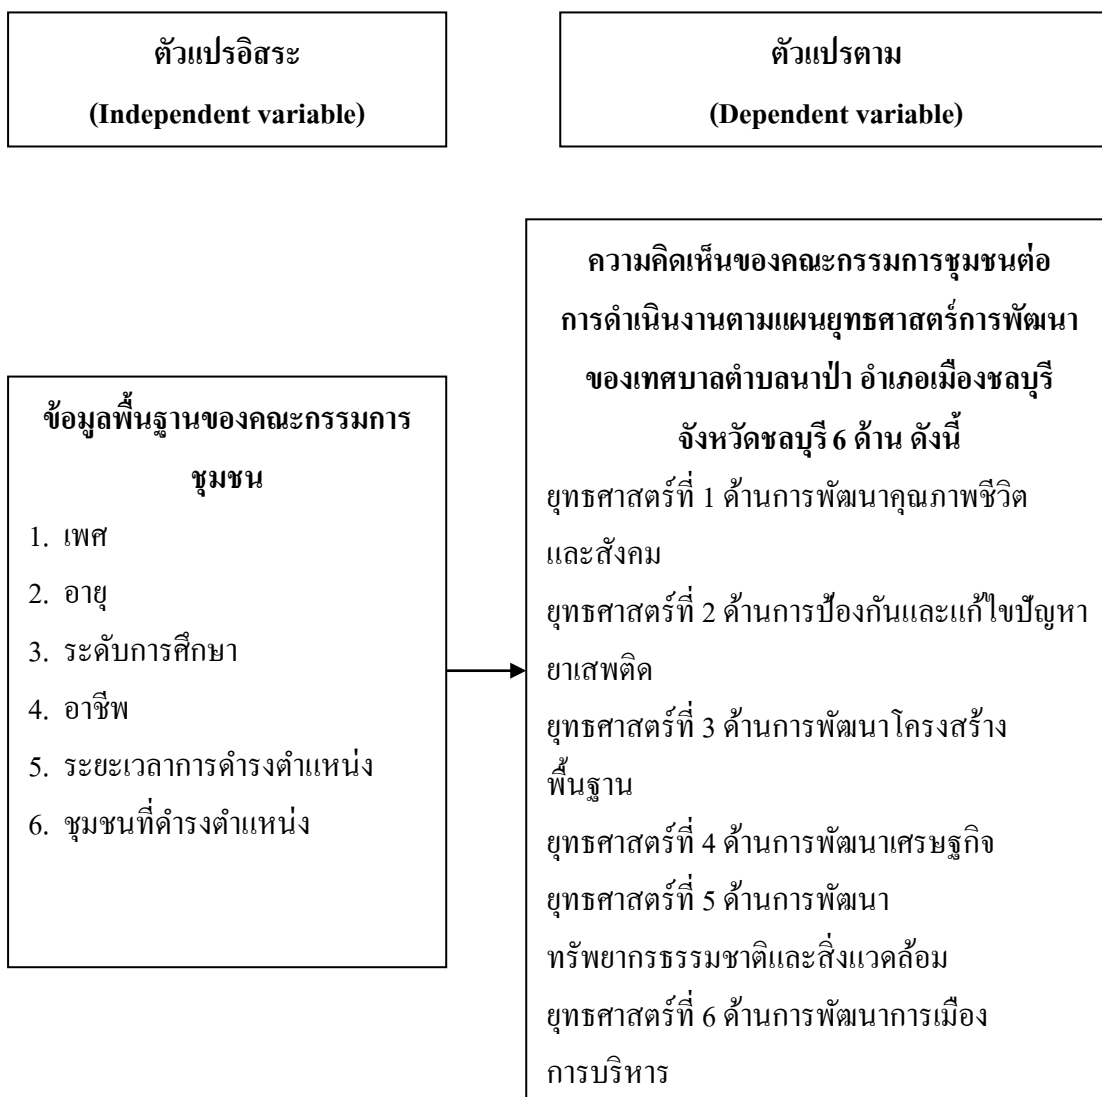 ตัวแปรอิสระ
(Independent variable)
ตัวแปรตาม
(Dependent variable)
ข้อมูลพื้นฐานของคณะกรรมการ
ชุมชน
1. เพศ
2. อายุ
3. ระดับการศึกษา
4. อาชีพ
5. ระยะเวลาการดำรงตำแหน่ง
6. ชุมชนที่ดำรงตำแหน่ง
ความคิดเห็นของคณะกรรมการชุมชนต่อ
การดำเนินงานตามแผนยุทธศาสตร์การพัฒนา
ของเทศบาลตำบลนาป่า อำเภอเมืองชลบุรี
จังหวัดชลบุรี 6 ด้าน ดังนี้
ยุทธศาสตร์ที่ 1 ด้านการพัฒนาคุณภาพชีวิต
และสังคม
ยุทธศาสตร์ที่ 2 ด้านการป้องกันและแก้ไขปัญหา
ยาเสพติด
ยุทธศาสตร์ที่ 3 ด้านการพัฒนาโครงสร้าง
พื้นฐาน
ยุทธศาสตร์ที่ 4 ด้านการพัฒนาเศรษฐกิจ
ยุทธศาสตร์ที่ 5 ด้านการพัฒนา
ทรัพยากรธรรมชาติและสิ่งแวดล้อม
ยุทธศาสตร์ที่ 6 ด้านการพัฒนาการเมือง
การบริหาร